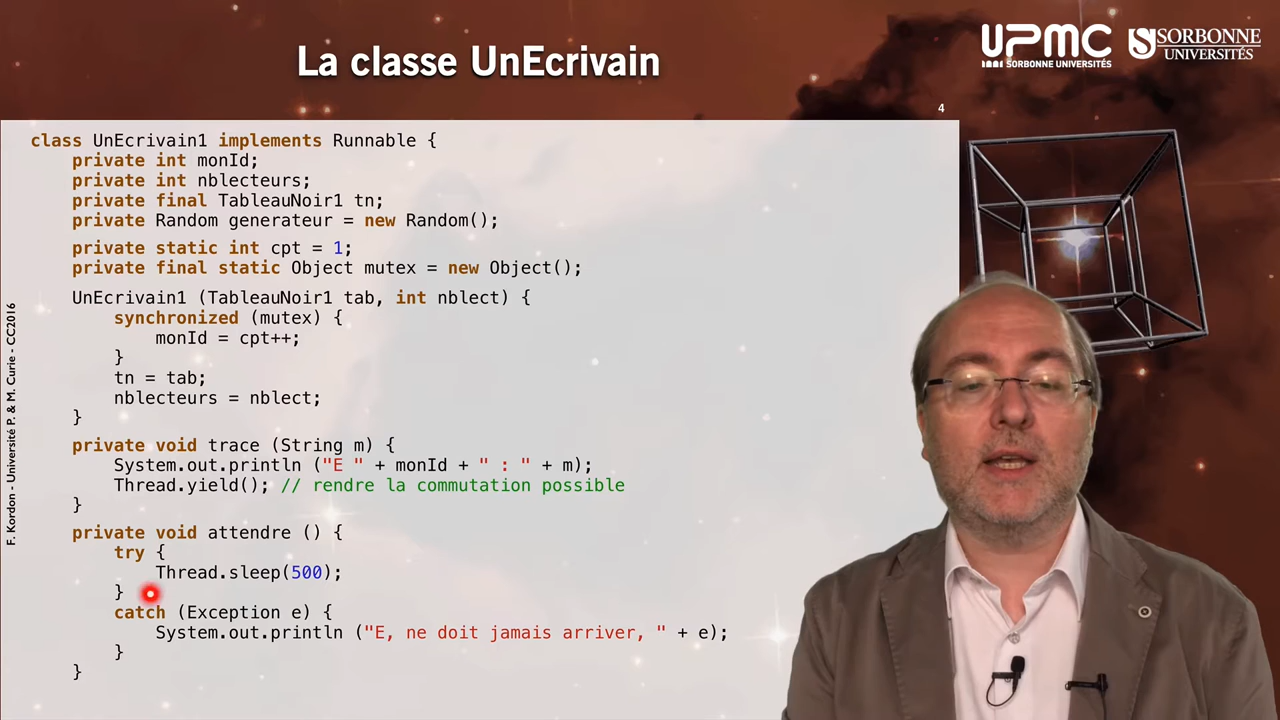 La classe UnEcrivain
UPMC
SORBONNE UNIVERSITÉS
SORBONNE
UNIVERSITÉS
4
class UnEcrivain1 implements Runnable {
private int monId;
private int nblecteurs;
private final TableauNoir1 tn;
private Random generateur = new Random();
private static int cpt = 1;
private final static Object mutex = new Object();
UnEcrivain1 (TableauNoir1 tab, int nblect) {
synchronized (mutex) {
monId = cpt++;
}
tn = tab;
nblecteurs = nblect;
}
private void trace (String m) {
System.out.println ("E " + monId + " : " + m);
Thread.yield(); // rendre la commutation possible
}
private void attendre () {
try {
Thread.sleep(500);
}
catch (Exception e) {
System.out.println ("E, ne doit jamais arriver, " + e);
}
}
F. Kordon - Université P. & M. Curie - CC2016